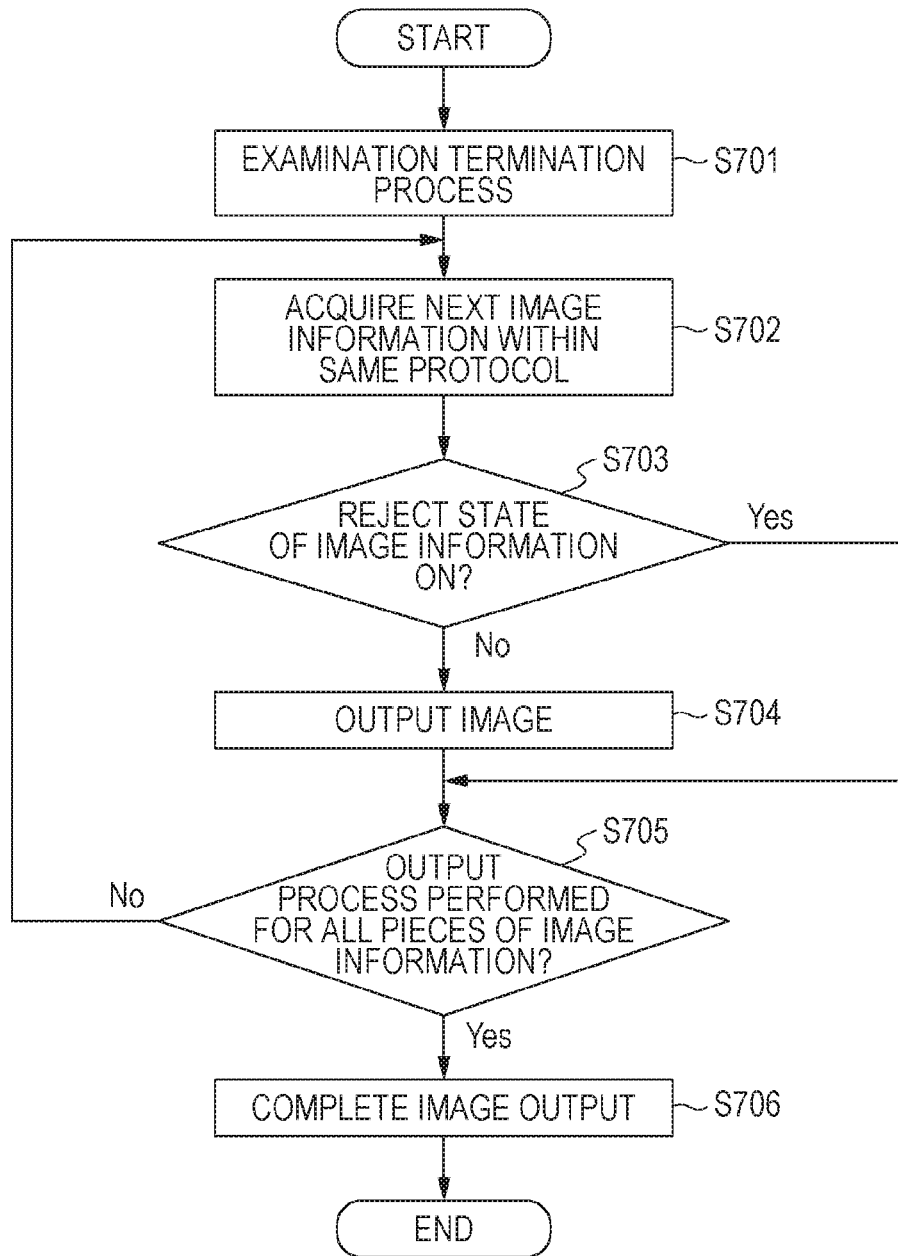 START
EXAMINATION TERMINATION
PROCESS
S701
ACQUIRE NEXT IMAGE
INFORMATION WITHIN
SAME PROTOCOL
S702
S703
REJECT STATE
OF IMAGE INFORMATION
ON?
Yes
No
OUTPUT IMAGE
S704
S705
OUTPUT
PROCESS PERFORMED
FOR ALL PIECES OF IMAGE
INFORMATION?
No
Yes
COMPLETE IMAGE OUTPUT
S706
END